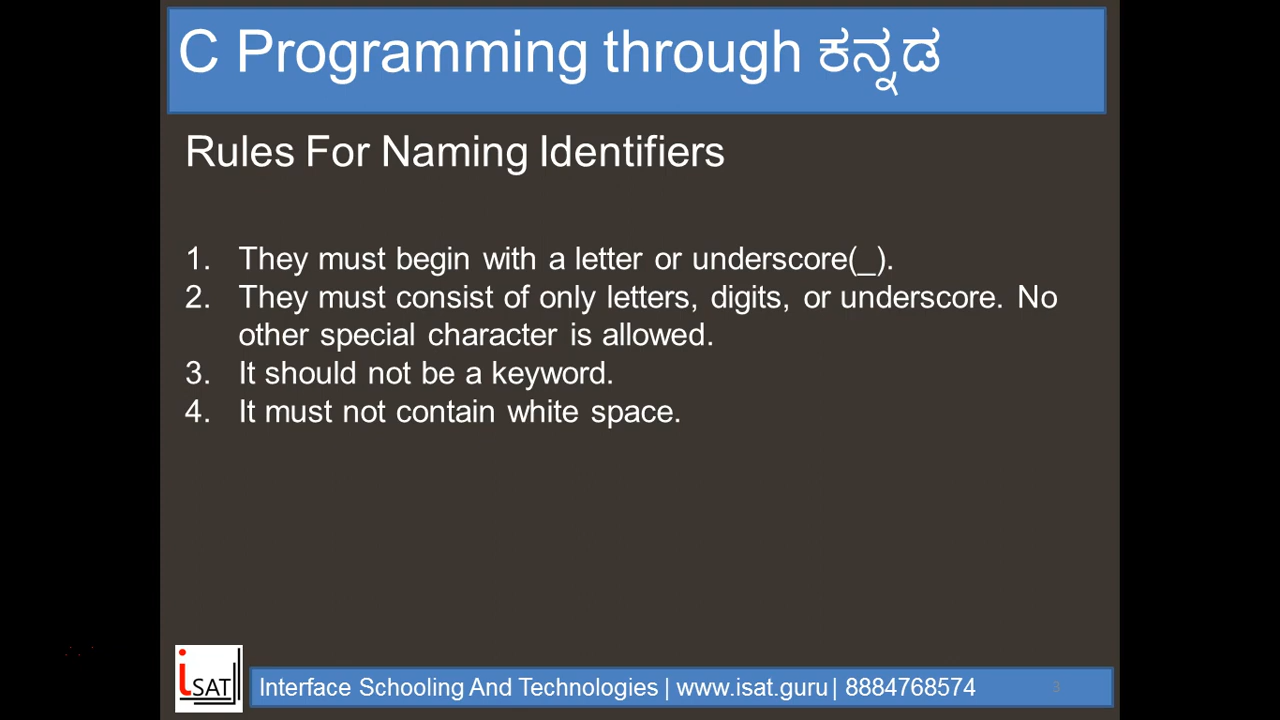 C Programming through ಕನ್ನಡ
Rules For Naming Identifiers
1. They must begin with a letter or underscore(_).
2. They must consist of only letters, digits, or underscore. No
other special character is allowed.
3. It should not be a keyword.
4. It must not contain white space.
iSAT
Interface Schooling And Technologies | www.isat.guru | 8884768574
3